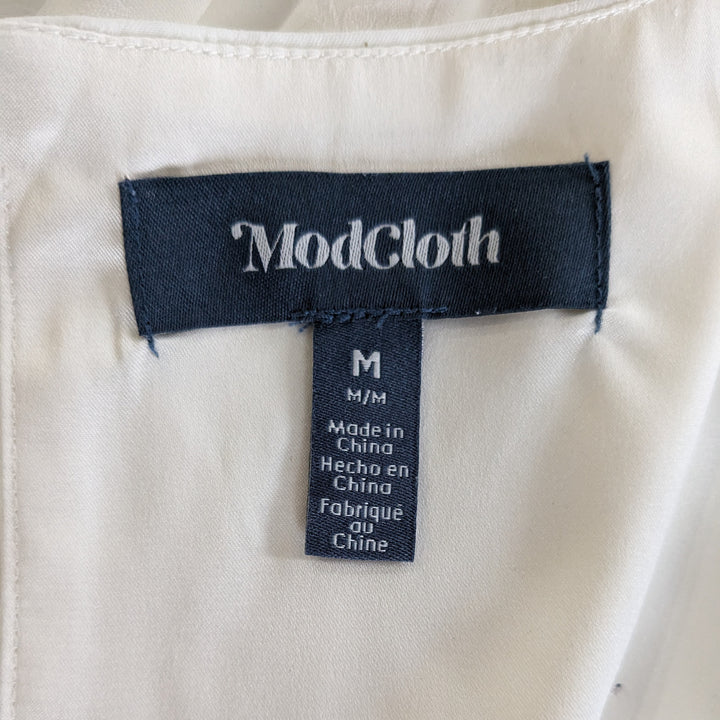 ModCloth
M
M/M
Made in
China
Hecho en
China
Fabriqué
au
Chine